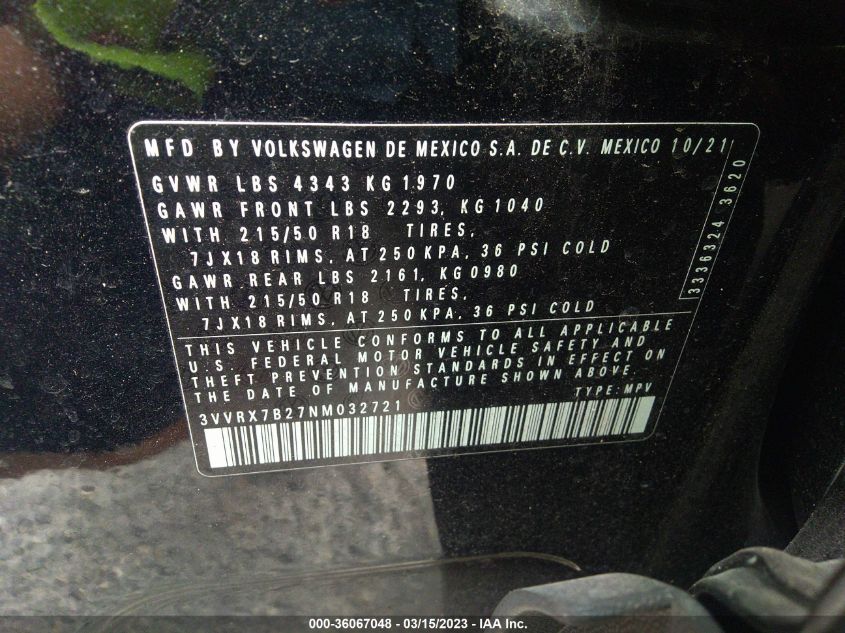 MFD BY VOLKSWAGEN DE MEXICO S.A. DE C.V. MEXICO 10/21
GVWR LBS 4343 KG 1970
GAWR FRONT LBS 2293, KG 1040
WITH 215/50 R18 TIRES,
7JX18 RIMS, AT 250 KPA, 36 PSI COLD
GAWR REAR LBS 2161, KG 0980
WITH 215/50 R18 TIRES,
7JX18 RIMS, AT 250 KPA, 36 PSI COLD
3336324 3620
THIS VEHICLE CONFORMS TO ALL APPLICABLE
U.S. FEDERAL MOTOR VEHICLE SAFETY AND
THEFT PREVENTION STANDARDS IN EFFECT ON
THE DATE OF MANUFACTURE SHOWN ABOVE.
TYPE: MPV
3VVRX7B27NM032721
000-36067048 - 03/15/2023 - IAA Inc.